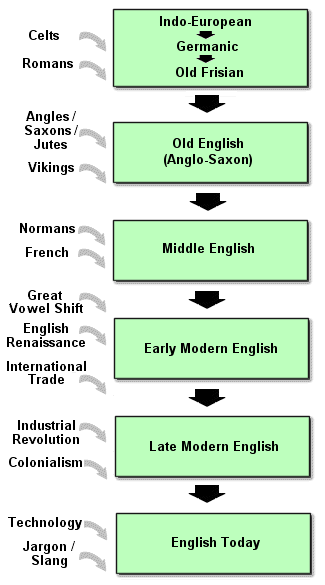 Celts
Romans
Indo-European
Germanic
Old Frisian
Angles /
Saxons /
Jutes
Vikings
Old English
(Anglo-Saxon)
Normans
French
Middle English
Great
Vowel Shift
English
Renaissance
International
Trade
Early Modern English
Industrial
Revolution
Colonialism
Late Modern English
Technology
Jargon /
Slang
English Today